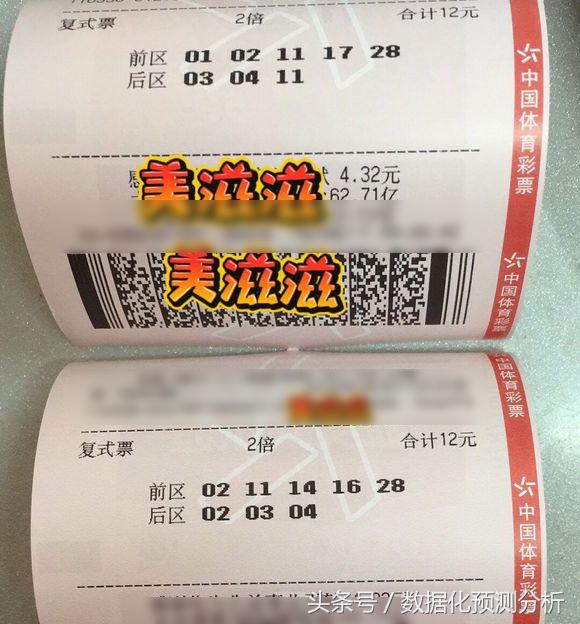 复式票 2倍 合计12元
前区 01 02 11 17 28
后区 03 04 11
4.32元
62.71亿
美滋滋
美滋滋
中国体育彩票
中国体育彩票
中国体育彩票
复式票 2倍 合计12元
前区 02 11 14 16 28
后区 02 03 04
中国体育彩票
头条号/数据化预测分析